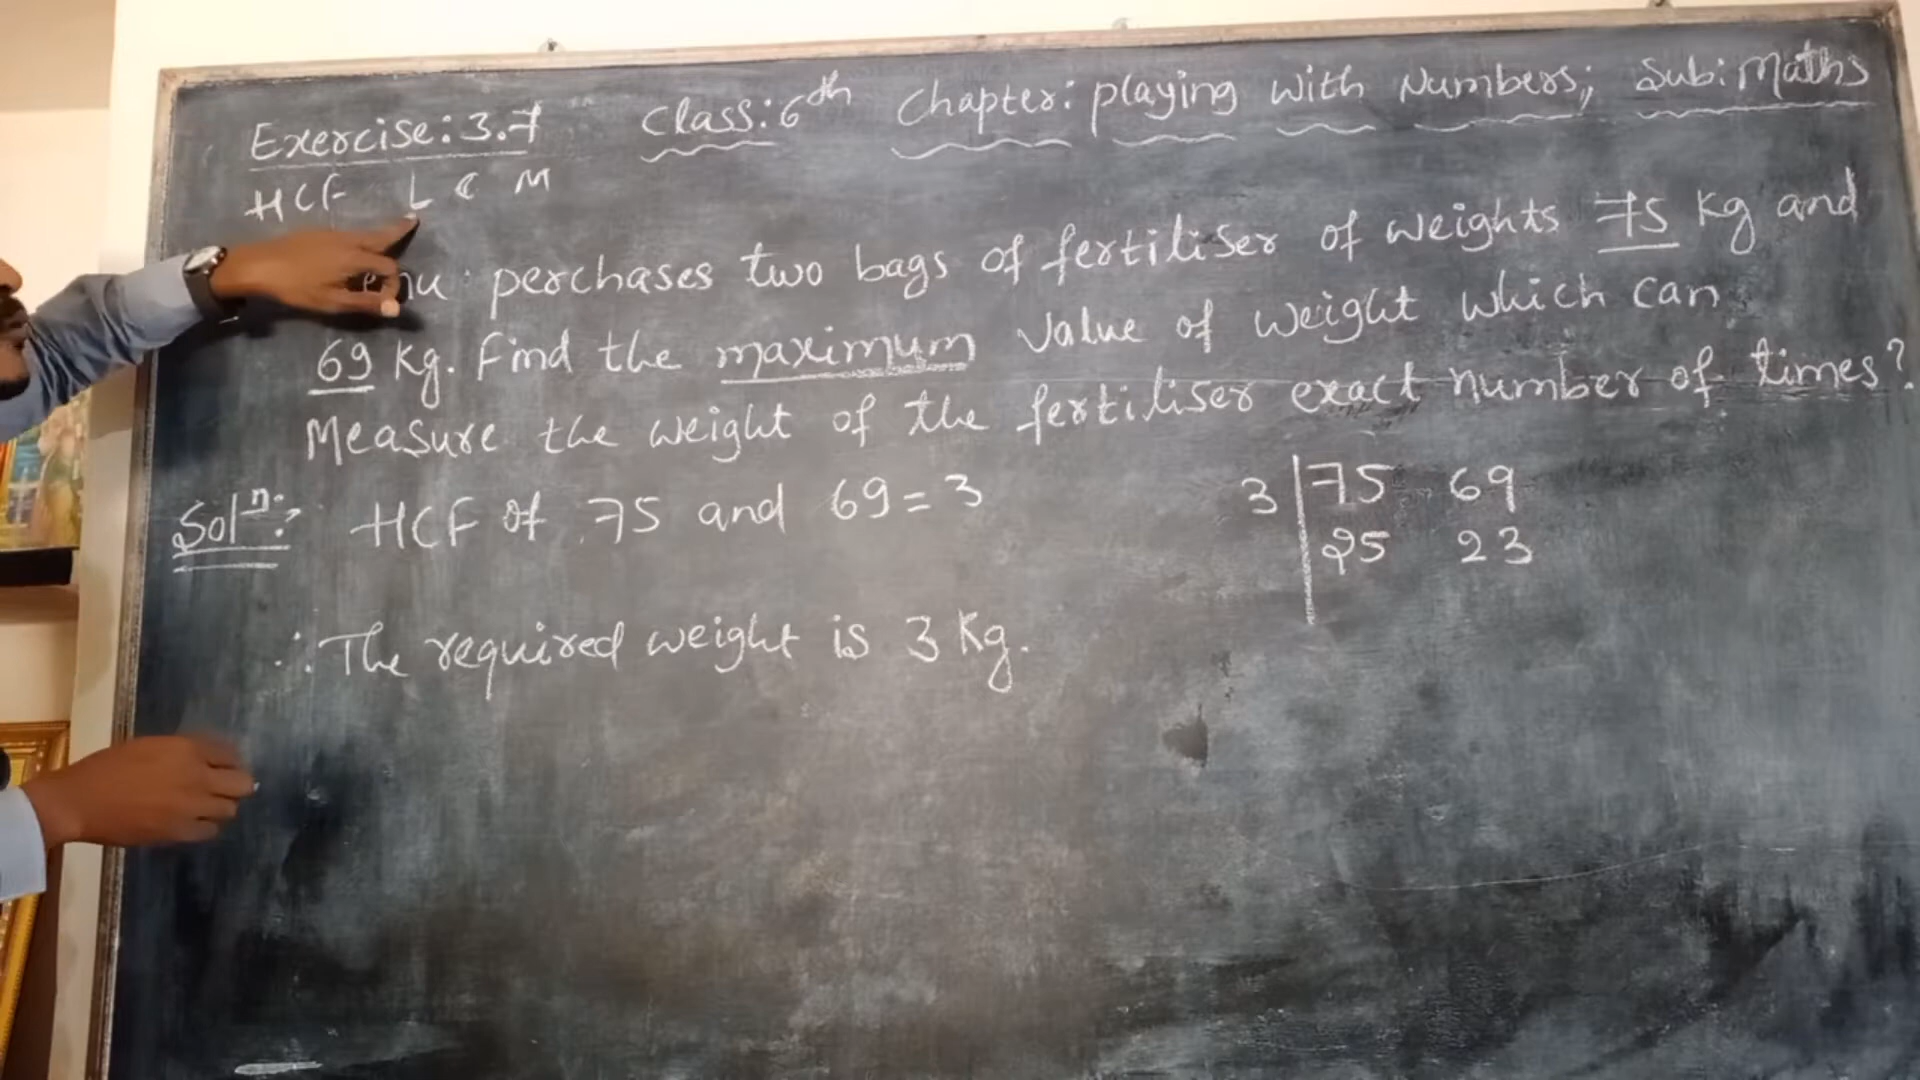 Exercise: 3.7 Class: 6th Chapter: playing with Numbers; Sub: Maths
HCF L C M
perchases two bags of fertiliser of weights 75 Kg and
69 Kg. Find the maximum value of weight which can
Measure the weight of the fertiliser exact number of times?
Soln: HCF of 75 and 69 = 3
3 75 69
25 23
∴ The required weight is 3 Kg.